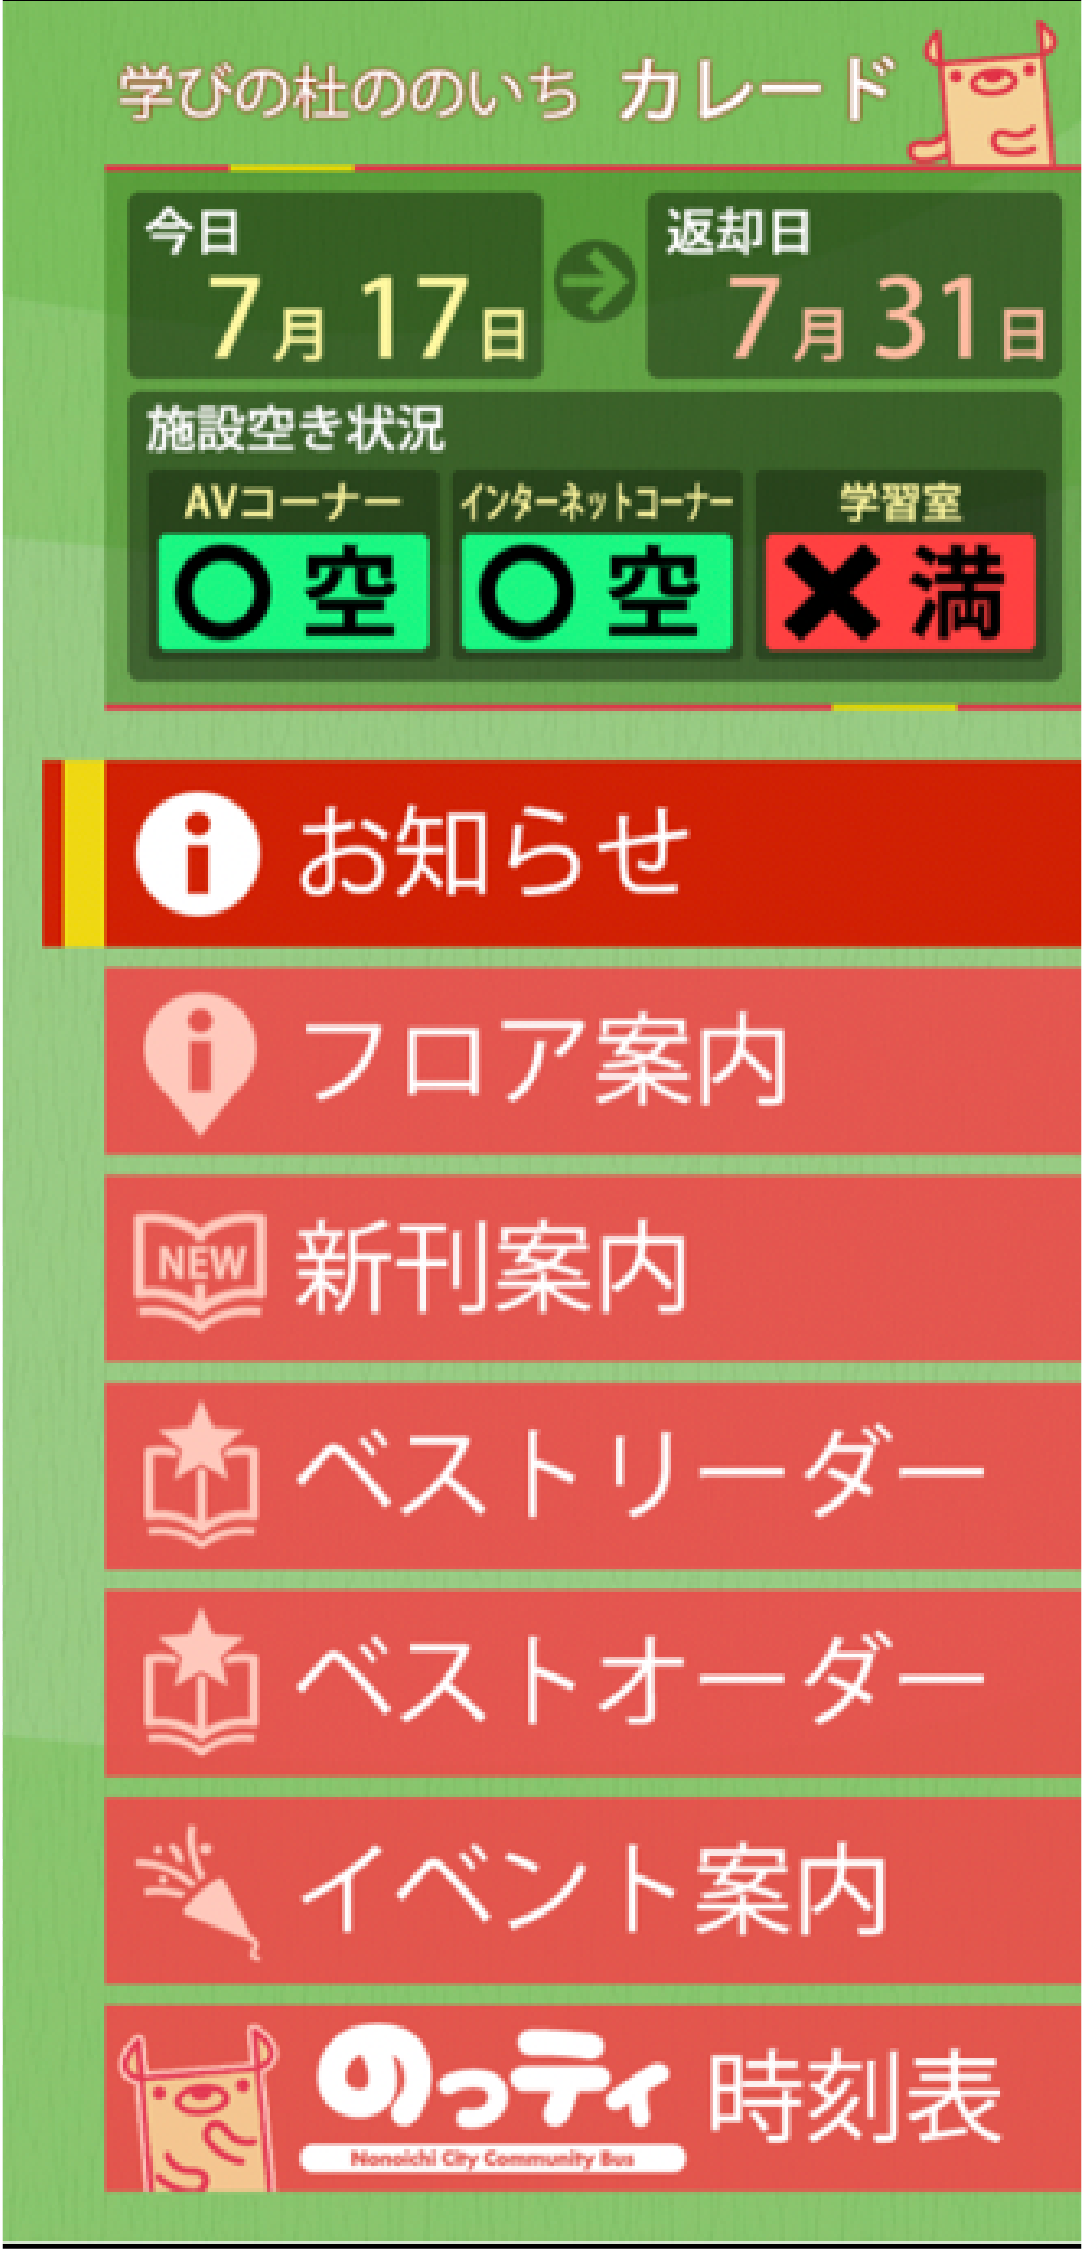 学びの杜ののいち カレード
今日
7月17日
返却日
7月31日
施設空き状況
AVコーナー
○ 空
インターネットコーナー
○ 空
学習室
✖ 満
i お知らせ
i フロア案内
NEW 新刊案内
ベストリーダー
ベストオーダー
イベント案内
のっティ 時刻表
Nonoichi City Community Bus